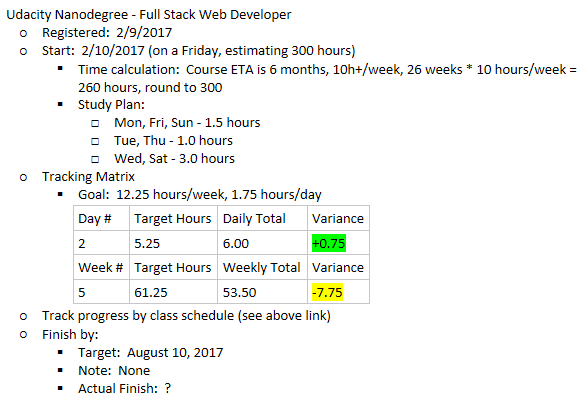 Udacity Nanodegree - Full Stack Web Developer
Registered: 2/9/2017
Start: 2/10/2017 (on a Friday, estimating 300 hours)
Time calculation: Course ETA is 6 months, 10h+/week, 26 weeks * 10 hours/week =
260 hours, round to 300
Study Plan:
Mon, Fri, Sun - 1.5 hours
Tue, Thu - 1.0 hours
Wed, Sat - 3.0 hours
Tracking Matrix
Goal: 12.25 hours/week, 1.75 hours/day
Day # Target Hours Daily Total Variance
2 5.25 6.00 +0.75
Week # Target Hours Weekly Total Variance
5 61.25 53.50 -7.75
Track progress by class schedule (see above link)
Finish by:
Target: August 10, 2017
Note: None
Actual Finish: ?